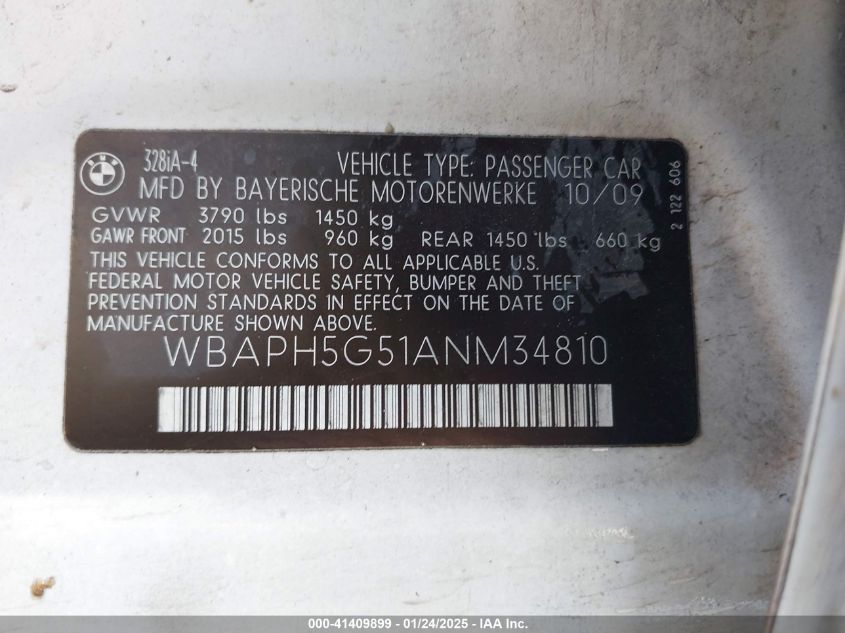 BMW
328iA-4 VEHICLE TYPE: PASSENGER CAR
MFD BY BAYERISCHE MOTORENWERKE 10/09
GVWR 3790 lbs 1450 kg
GAWR FRONT 2015 lbs 960 kg REAR 1450 lbs 660 kg
THIS VEHICLE CONFORMS TO ALL APPLICABLE U.S.
FEDERAL MOTOR VEHICLE SAFETY, BUMPER AND THEFT
PREVENTION STANDARDS IN EFFECT ON THE DATE OF
MANUFACTURE SHOWN ABOVE.
WBAPH5G51ANM34810
2 122 606
000-41409899 — 01/24/2025 — IAA Inc.